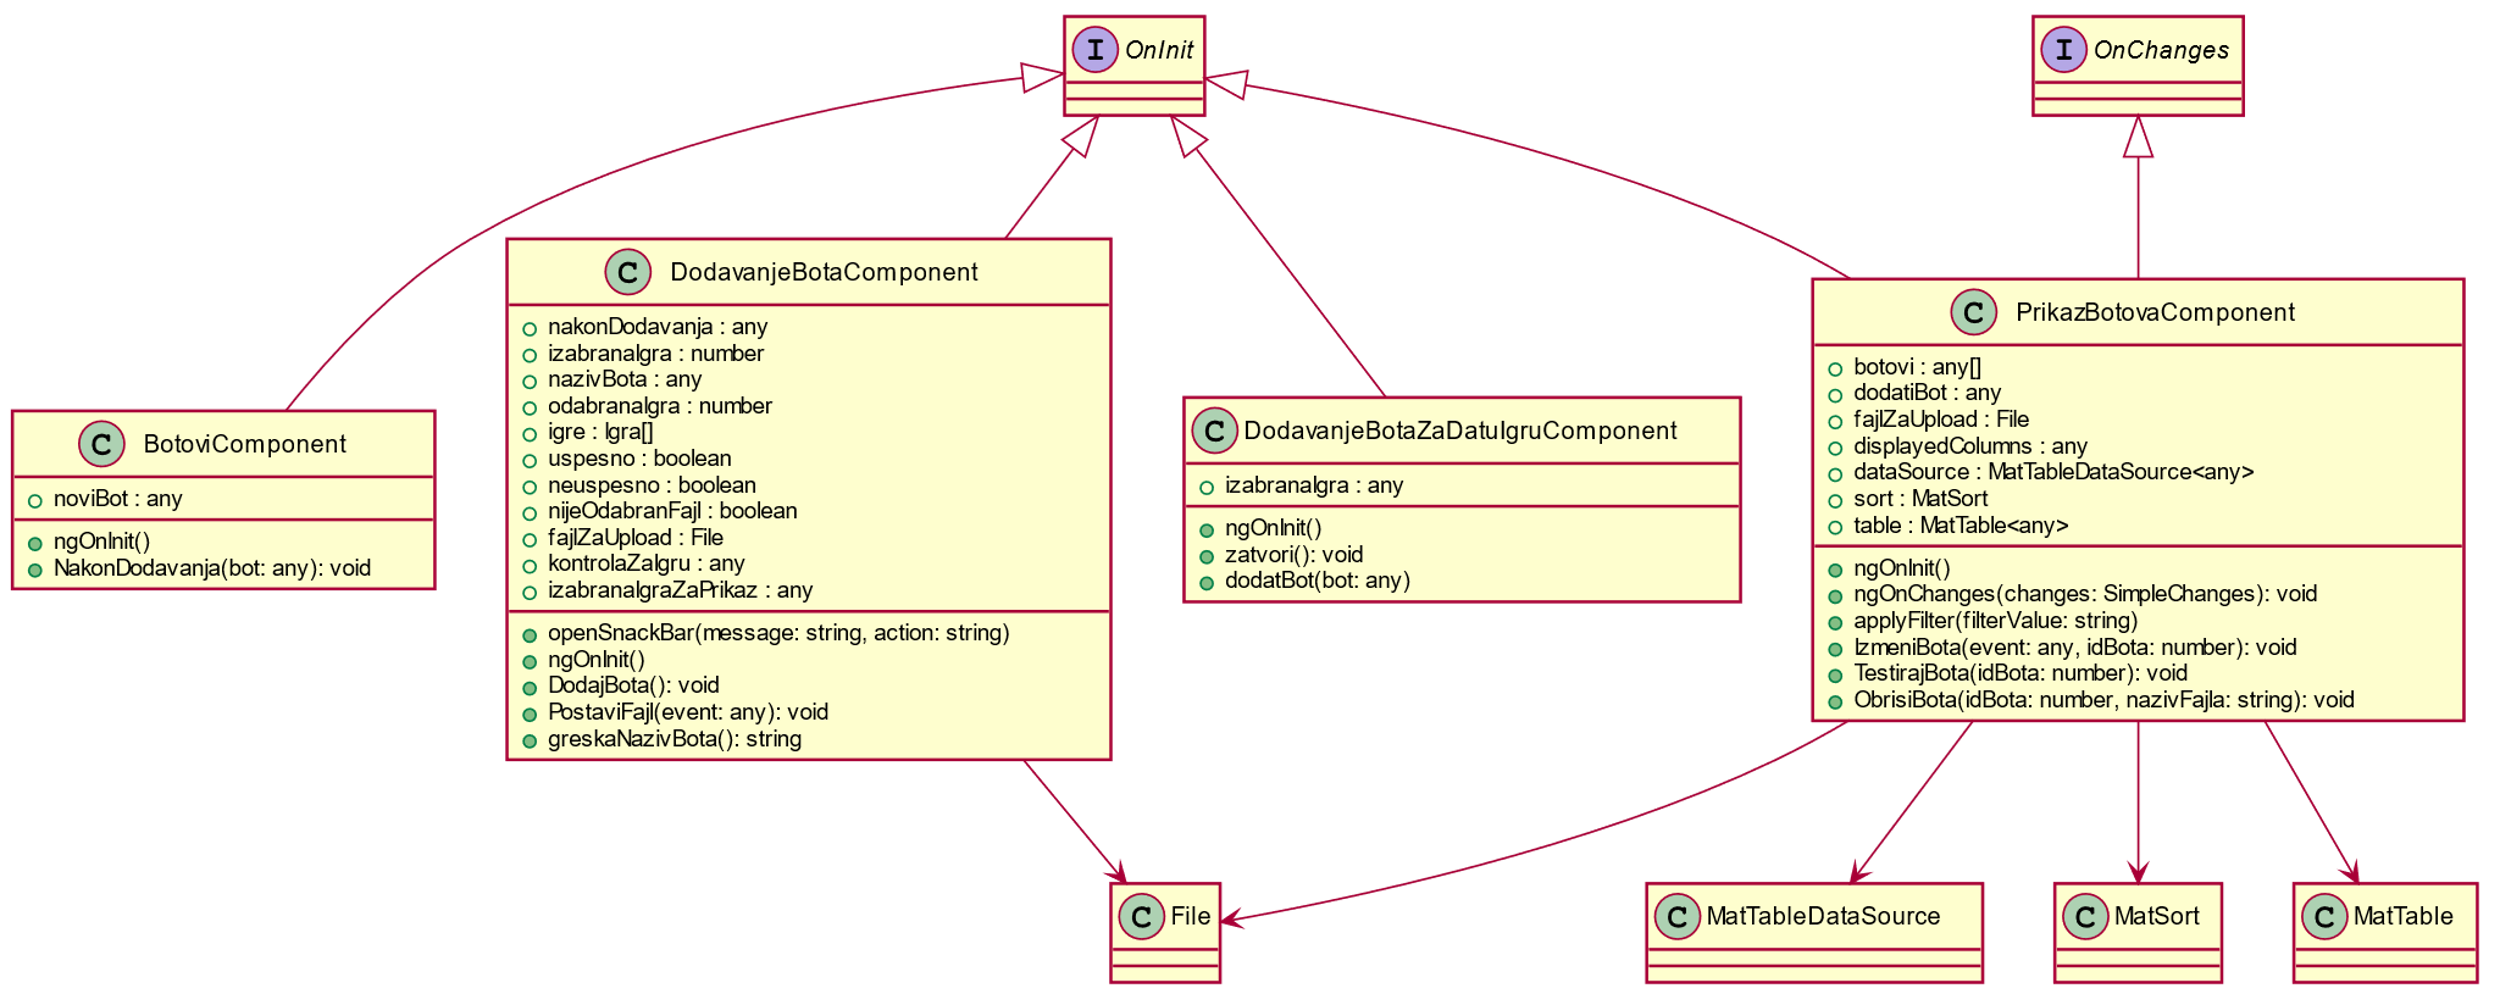 I OnInit
I OnChanges
C DodavanjeBotaComponent
nakonDodavanja : any
izabranaIgra : number
nazivBota : any
odabranaIgra : number
igre : Igra[]
uspesno : boolean
neuspesno : boolean
nijeOdabranFajl : boolean
fajlZaUpload : File
kontrolaZaIgru : any
izabranaIgraZaPrikaz : any
openSnackBar(message: string, action: string)
ngOnInit()
DodajBota(): void
PostaviFajl(event: any): void
greskaNazivBota(): string
C PrikazBotovaComponent
botovi : any[]
dodatiBot : any
fajlZaUpload : File
displayedColumns : any
dataSource : MatTableDataSource<any>
sort : MatSort
table : MatTable<any>
ngOnInit()
ngOnChanges(changes: SimpleChanges): void
applyFilter(filterValue: string)
IzmeniBota(event: any, idBota: number): void
TestirajBota(idBota: number): void
ObrisiBota(idBota: number, nazivFajla: string): void
C BotoviComponent
noviBot : any
ngOnInit()
NakonDodavanja(bot: any): void
C DodavanjeBotaZaDatuIgruComponent
izabranaIgra : any
ngOnInit()
zatvori(): void
dodatBot(bot: any)
C File
C MatTableDataSource
C MatSort
C MatTable